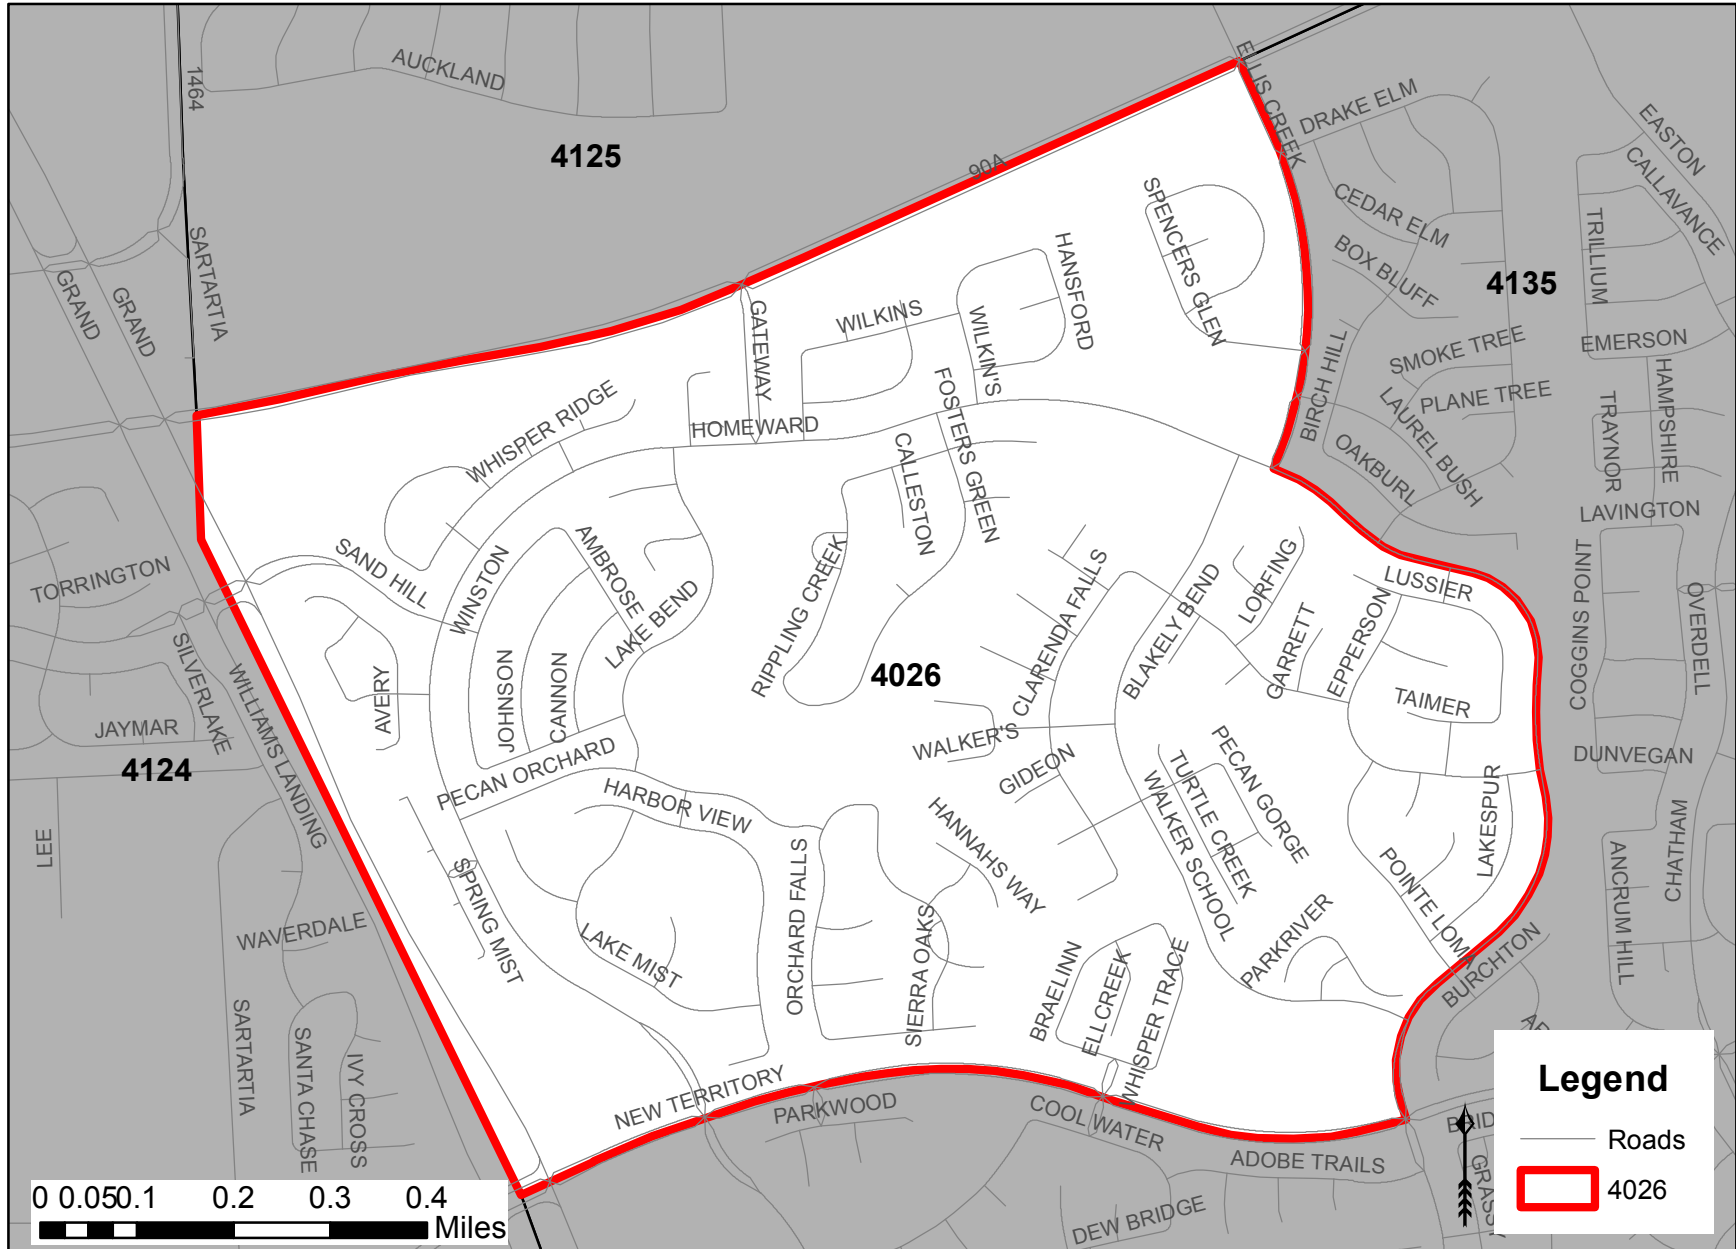 1464
AUCKLAND
4125
90A
ELLIS CREEK
DRAKE ELM
EASTON
CALLAVANCE
SARTARTIA
GRAND
GRAND
SPENCERS GLEN
HANSFORD
CEDAR ELM
BOX BLUFF
TRILLIUM
4135
GATEWAY
WILKINS
WILKIN'S
BIRCH HILL
SMOKE TREE
EMERSON
HAMPSHIRE
WHISPER RIDGE
HOMEWARD
FOSTERS GREEN
CALLESTON
PLANE TREE
LAUREL BUSH
OAKBURL
TRAYNOR
LAVINGTON
SAND HILL
WINSTON
AMBROSE
LAKE BEND
RIPPLING CREEK
CLARENDA FALLS
BLAKELY BEND
LORFING
GARRETT
EPPERSON
LUSSIER
TAIMER
COGGINS POINT
OVERDELL
TORRINGTON
SILVERLAKE
WILLIAMS LANDING
JAYMAR
4124
AVERY
JOHNSON
CANNON
PECAN ORCHARD
4026
WALKER'S
GIDEON
PECAN GORGE
TURTLE CREEK
WALKER SCHOOL
DUNVEGAN
LEE
HARBOR VIEW
HANNAHS WAY
LAKESPUR
POINTE LOMA
ANCRUM HILL
CHATHAM
SPRING MIST
ORCHARD FALLS
SIERRA OAKS
WAVERDALE
LAKE MIST
BRAELINN
ELLCREEK
WHISPER TRACE
PARKRIVER
BURCHTON
SARTARTIA
SANTA CHASE
IVY CROSS
NEW TERRITORY
PARKWOOD
COOL WATER
ADOBE TRAILS
DEW BRIDGE
BRID
GRASSY
Legend
Roads
4026
0 0.05 0.1 0.2 0.3 0.4
Miles